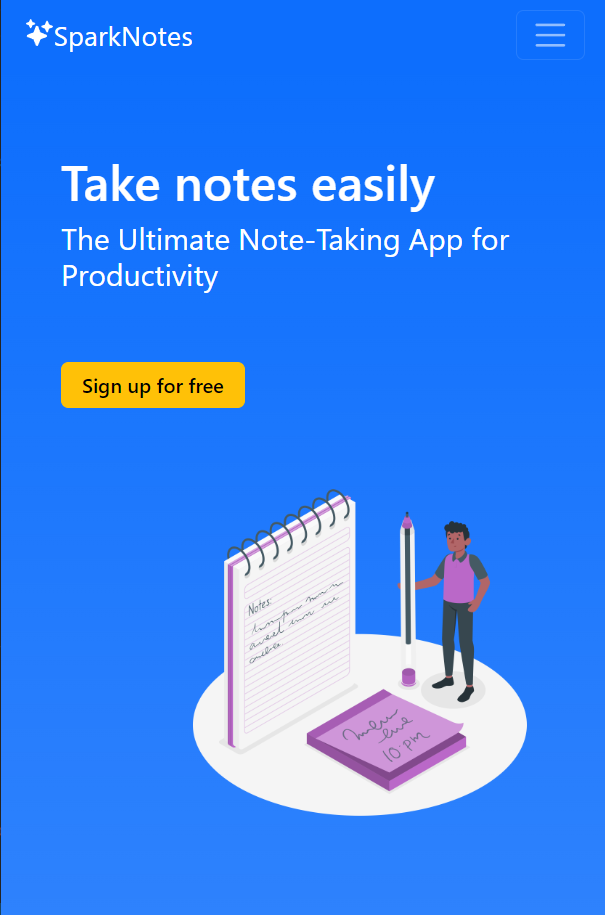 SparkNotes
Take notes easily
The Ultimate Note-Taking App for
Productivity
Sign up for free
Notes:
10:pm